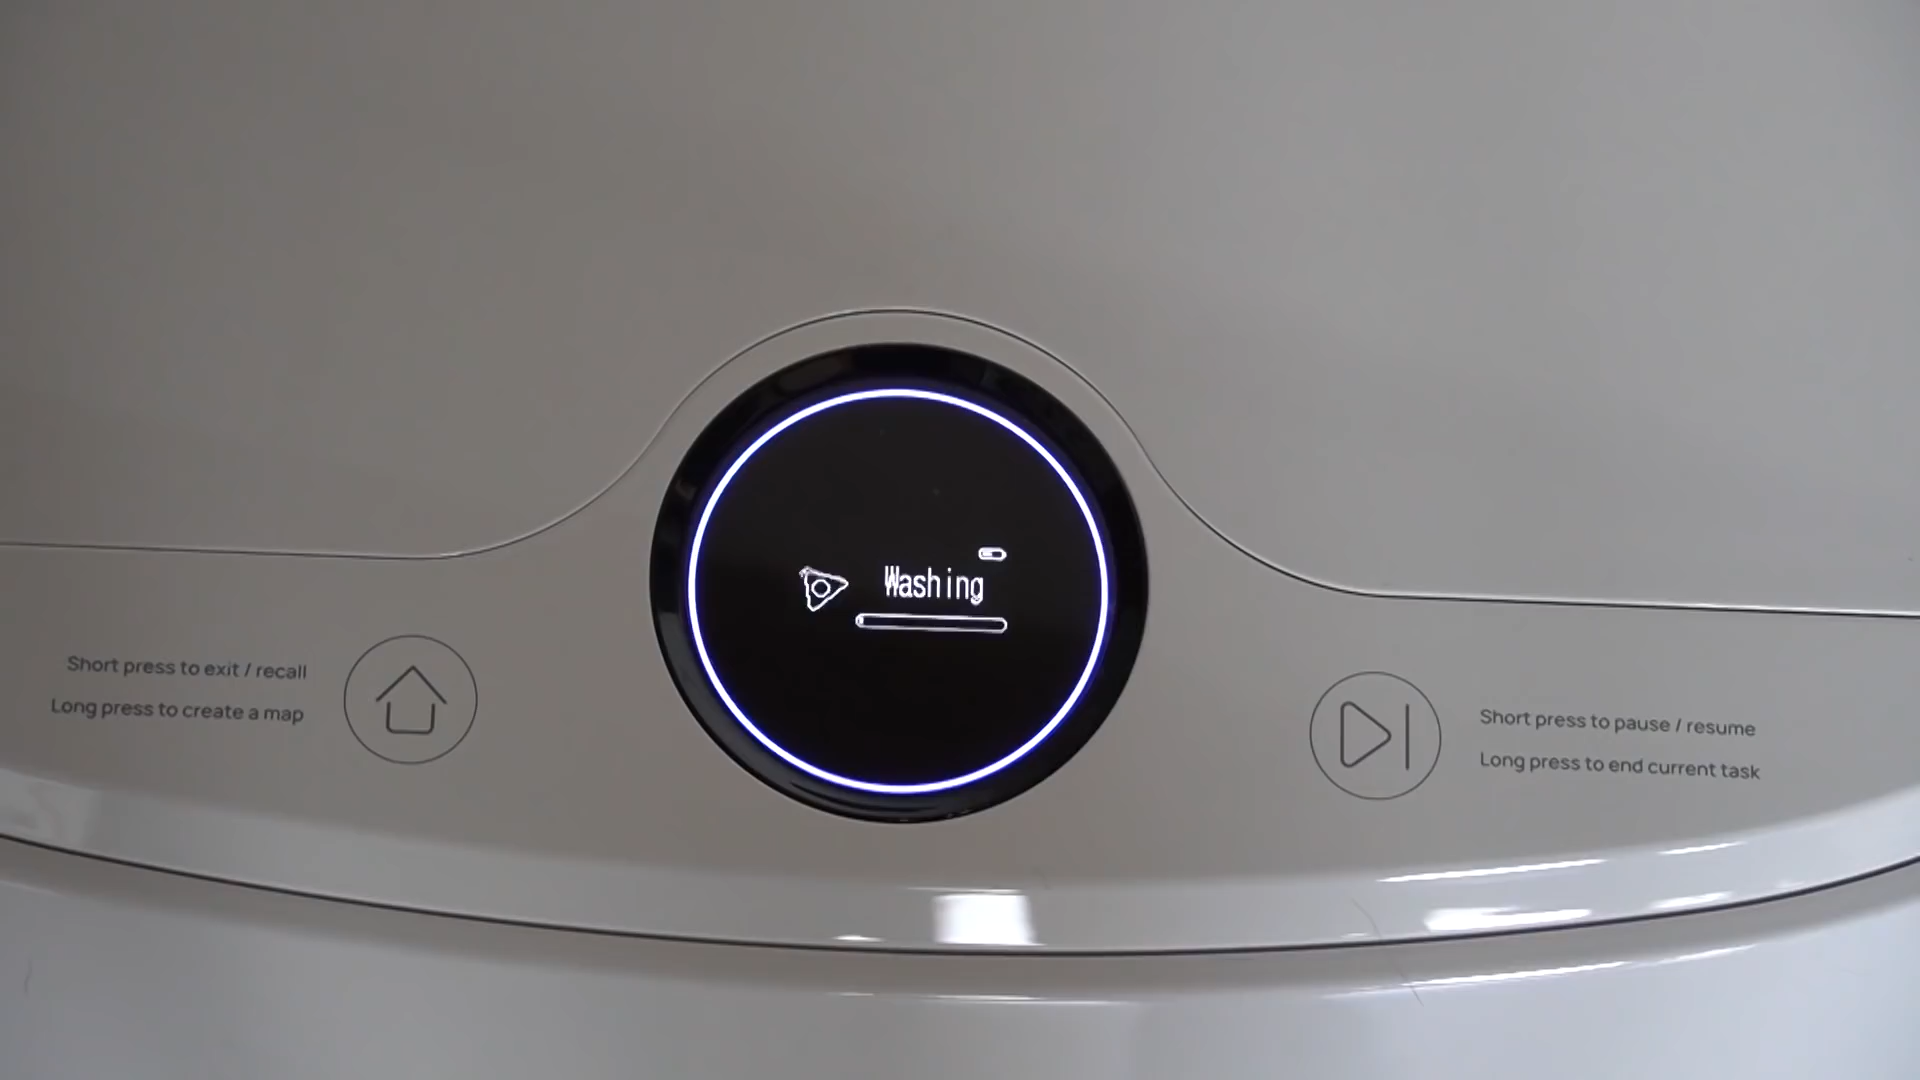 Washing
Short press to exit / recall
Long press to create a map
Short press to pause / resume
Long press to end current task